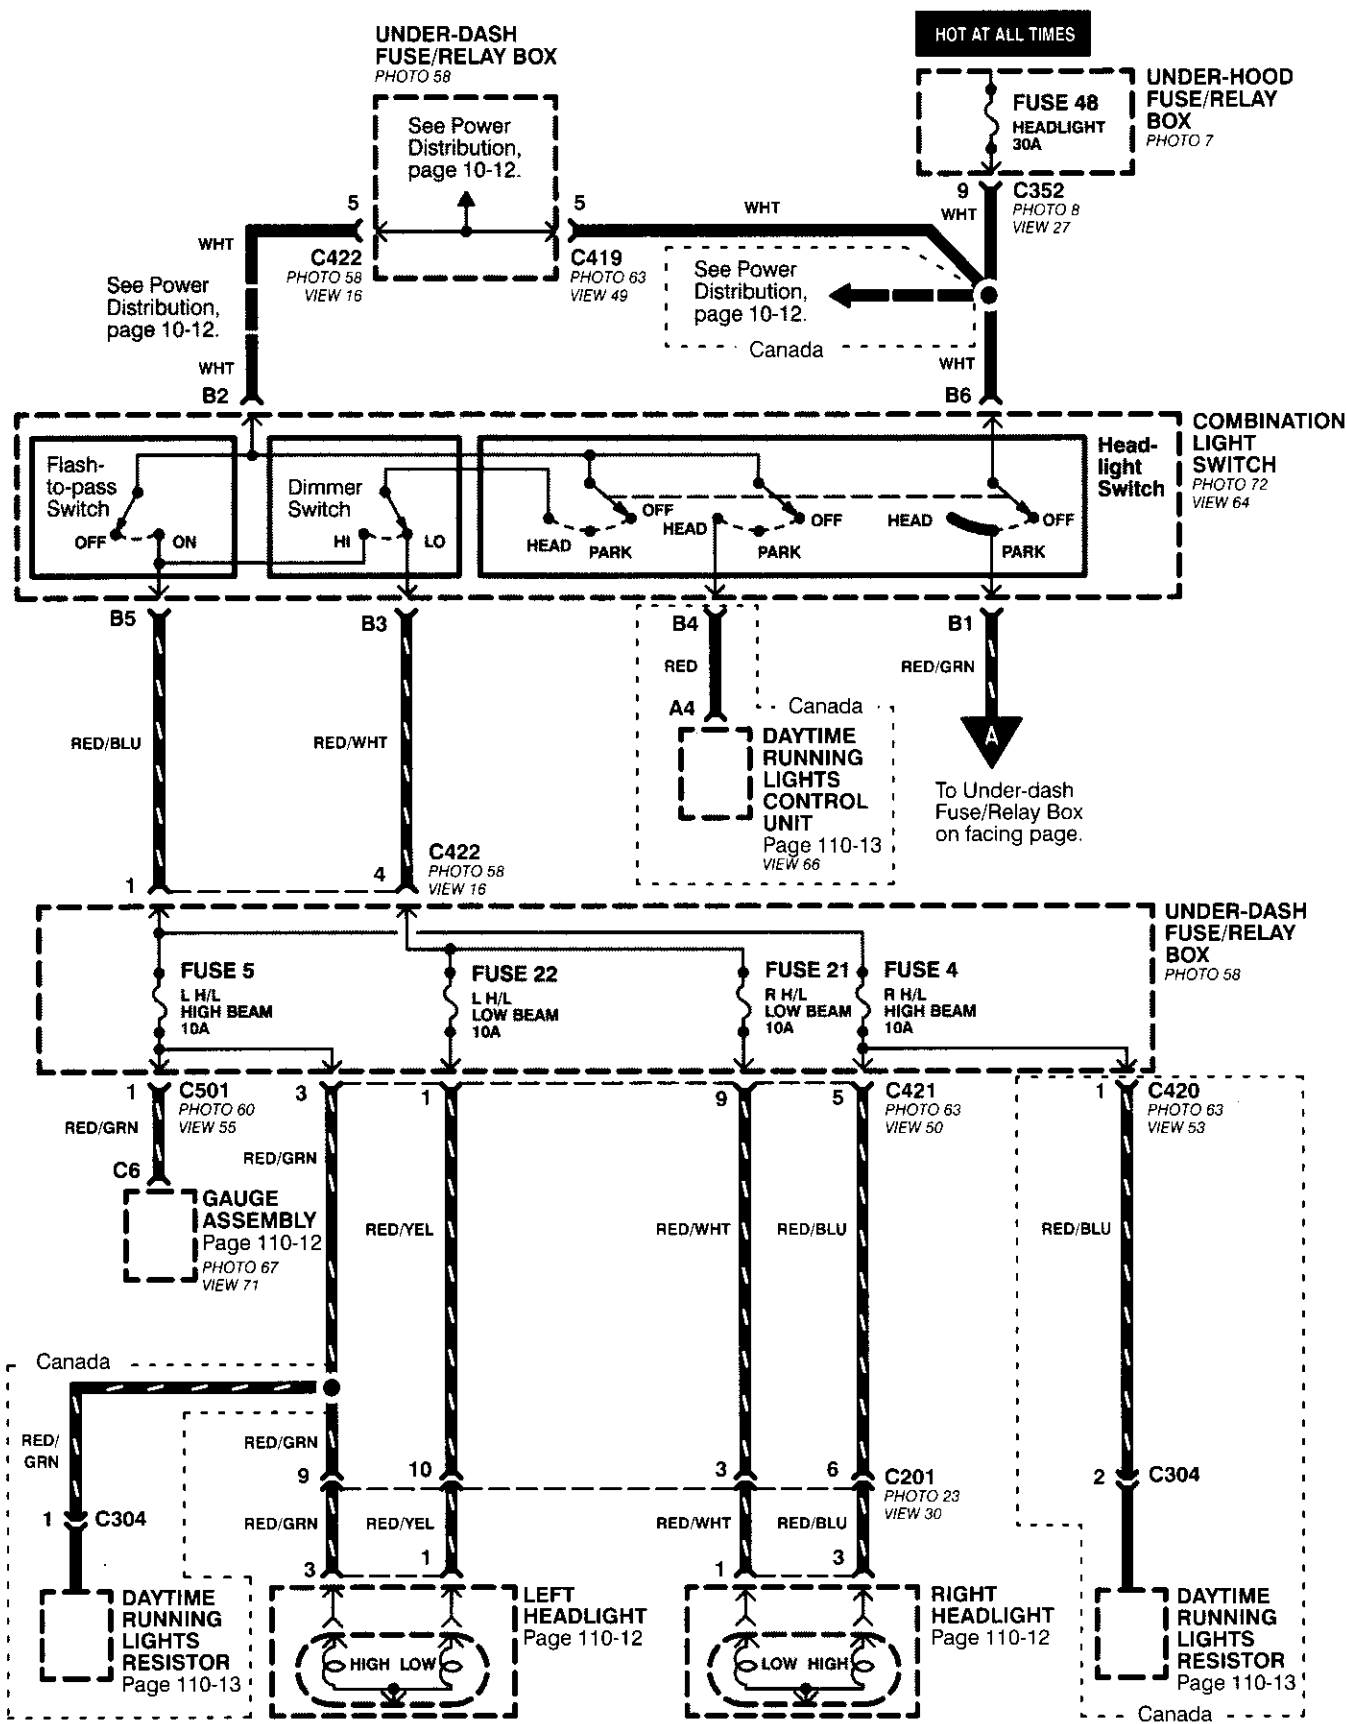 UNDER-DASH
FUSE/RELAY BOX
PHOTO 58
See Power
Distribution,
page 10-12.
HOT AT ALL TIMES
FUSE 48
HEADLIGHT
30A
UNDER-HOOD
FUSE/RELAY
BOX
PHOTO 7
9
C352
PHOTO 8
VIEW 27
WHT
5
5
WHT
WHT
C422
PHOTO 58
VIEW 16
C419
PHOTO 63
VIEW 49
See Power
Distribution,
page 10-12.
See Power
Distribution,
page 10-12.
Canada
WHT
WHT
B2
B6
COMBINATION
LIGHT
SWITCH
PHOTO 72
VIEW 64
Flash-
to-pass
Switch
OFF
ON
Dimmer
Switch
HI
LO
Head-
light
Switch
HEAD
PARK
OFF
HEAD
PARK
OFF
HEAD
PARK
OFF
B5
B3
B4
B1
RED
RED/GRN
A4
Canada
A
RED/BLU
RED/WHT
DAYTIME
RUNNING
LIGHTS
CONTROL
UNIT
Page 110-13
VIEW 66
To Under-dash
Fuse/Relay Box
on facing page.
1
4
C422
PHOTO 58
VIEW 16
UNDER-DASH
FUSE/RELAY
BOX
PHOTO 58
FUSE 5
L H/L
HIGH BEAM
10A
FUSE 22
L H/L
LOW BEAM
10A
FUSE 21
R H/L
LOW BEAM
10A
FUSE 4
R H/L
HIGH BEAM
10A
1
C501
PHOTO 60
VIEW 55
3
1
9
5
C421
PHOTO 63
VIEW 50
1
C420
PHOTO 63
VIEW 53
RED/GRN
RED/GRN
C6
GAUGE
ASSEMBLY
Page 110-12
PHOTO 67
VIEW 71
RED/YEL
RED/WHT
RED/BLU
RED/BLU
Canada
RED/
GRN
RED/GRN
9
10
3
6
C201
PHOTO 23
VIEW 30
2
C304
1
C304
RED/GRN
RED/YEL
RED/WHT
RED/BLU
3
1
1
3
DAYTIME
RUNNING
LIGHTS
RESISTOR
Page 110-13
HIGH
LOW
LEFT
HEADLIGHT
Page 110-12
LOW
HIGH
RIGHT
HEADLIGHT
Page 110-12
DAYTIME
RUNNING
LIGHTS
RESISTOR
Page 110-13
Canada